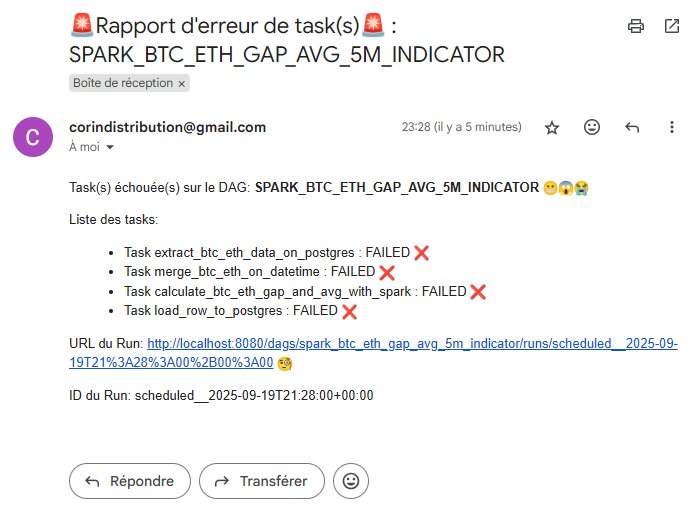 🚨Rapport d'erreur de task(s)🚨 :
SPARK_BTC_ETH_GAP_AVG_5M_INDICATOR
Boîte de réception ×
C
corindistribution@gmail.com
23:28 (il y a 5 minutes)
À moi
Task(s) échouée(s) sur le DAG: SPARK_BTC_ETH_GAP_AVG_5M_INDICATOR 😬😱😭
Liste des tasks:
• Task extract_btc_eth_data_on_postgres : FAILED ❌
• Task merge_btc_eth_on_datetime : FAILED ❌
• Task calculate_btc_eth_gap_and_avg_with_spark : FAILED ❌
• Task load_row_to_postgres : FAILED ❌
URL du Run: http://localhost:8080/dags/spark_btc_eth_gap_avg_5m_indicator/runs/scheduled__2025-09-
19T21%3A28%3A00%2B00%3A00 🧐
ID du Run: scheduled__2025-09-19T21:28:00+00:00
Répondre
Transférer